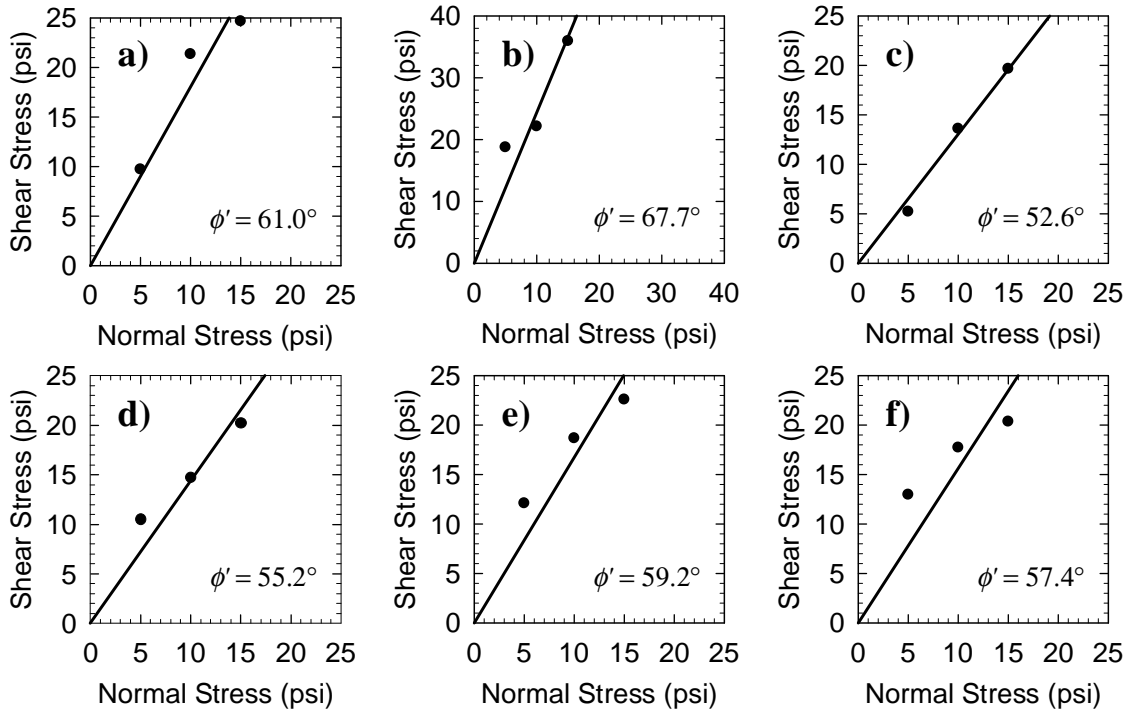 Shear Stress (psi)
25
20
15
10
5
0
a)
ϕ′ = 61.0°
0 5 10 15 20 25
Normal Stress (psi)
Shear Stress (psi)
40
30
20
10
0
b)
ϕ′ = 67.7°
0 10 20 30 40
Normal Stress (psi)
Shear Stress (psi)
25
20
15
10
5
0
c)
ϕ′ = 52.6°
0 5 10 15 20 25
Normal Stress (psi)
Shear Stress (psi)
25
20
15
10
5
0
d)
ϕ′ = 55.2°
0 5 10 15 20 25
Normal Stress (psi)
Shear Stress (psi)
25
20
15
10
5
0
e)
ϕ′ = 59.2°
0 5 10 15 20 25
Normal Stress (psi)
Shear Stress (psi)
25
20
15
10
5
0
f)
ϕ′ = 57.4°
0 5 10 15 20 25
Normal Stress (psi)